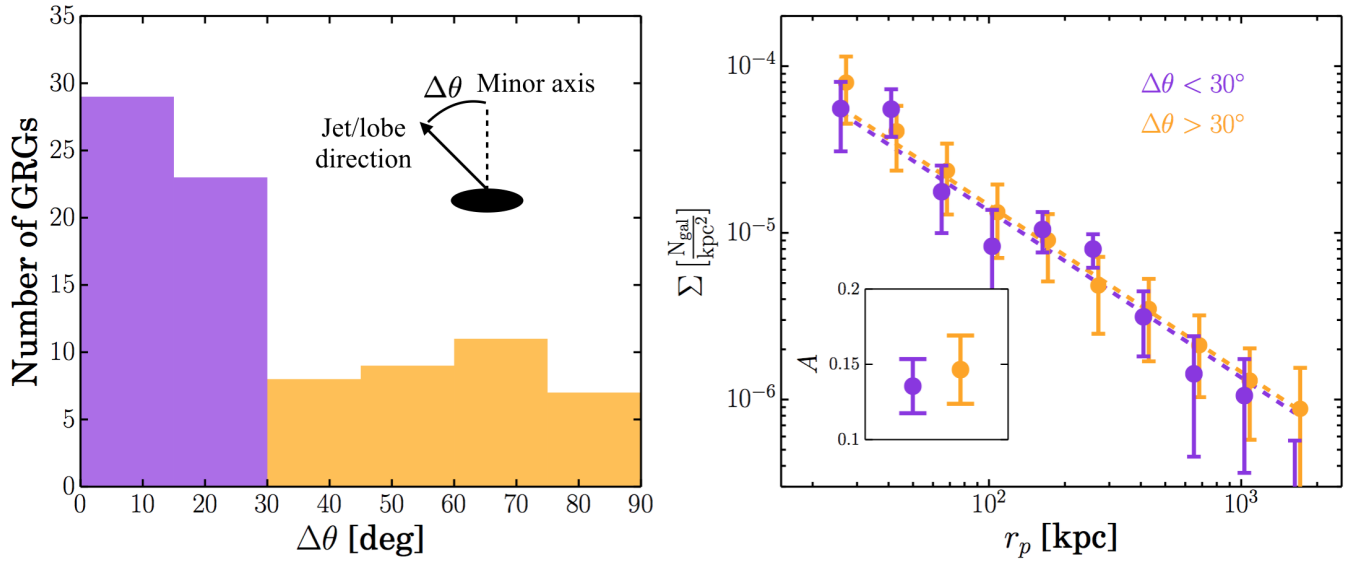 35
30
25
20
15
10
5
0
Number of GRGs
0 10 20 30 40 50 60 70 80 90
Δθ [deg]
Δθ Minor axis
Jet/lobe
direction
10⁻⁴
10⁻⁵
10⁻⁶
Σ [N_gal/kpc²]
Δθ < 30°
Δθ > 30°
0.2
0.15
0.1
A
10² 10³
r_p [kpc]